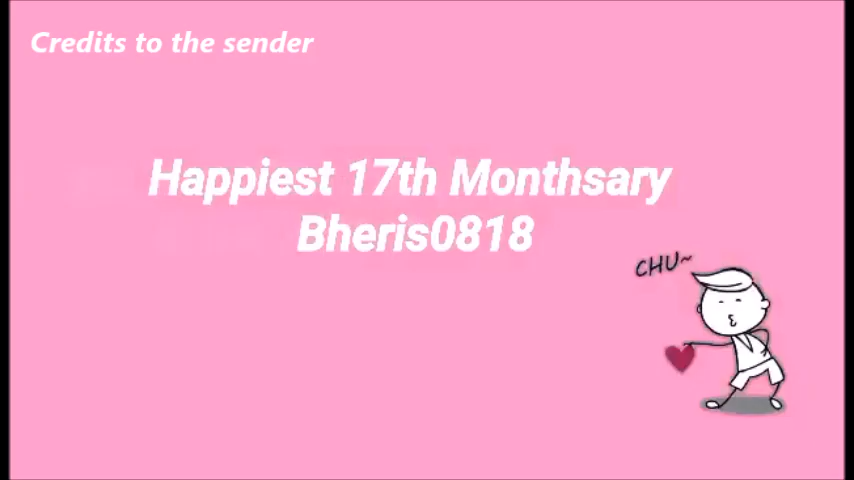 Credits to the sender
Happiest 17th Monthsary
Bheris0818
CHU~